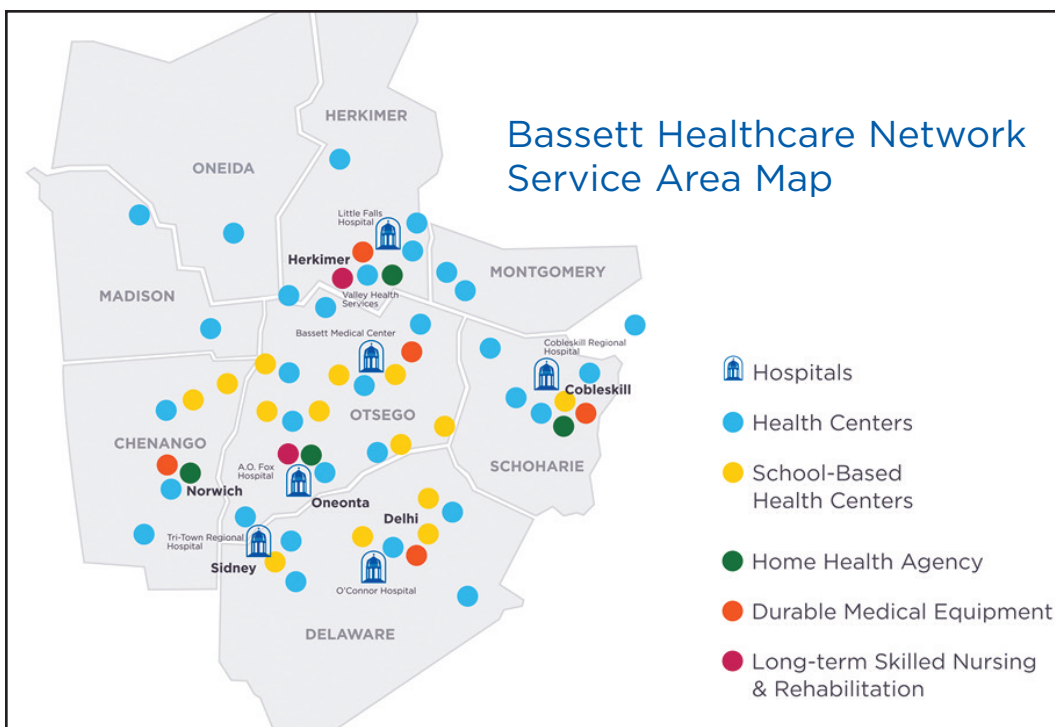 Bassett Healthcare Network
Service Area Map
HERKIMER
ONEIDA
Little Falls
Hospital
Herkimer
MONTGOMERY
MADISON
Valley Health
Services
Bassett Medical Center
Cobleskill Regional
Hospital
Cobleskill
OTSEGO
CHENANGO
SCHOHARIE
A.O. Fox
Hospital
Norwich
Oneonta
Delhi
Tri-Town Regional
Hospital
Sidney
O'Connor Hospital
DELAWARE
Hospitals
Health Centers
School-Based
Health Centers
Home Health Agency
Durable Medical Equipment
Long-term Skilled Nursing
& Rehabilitation